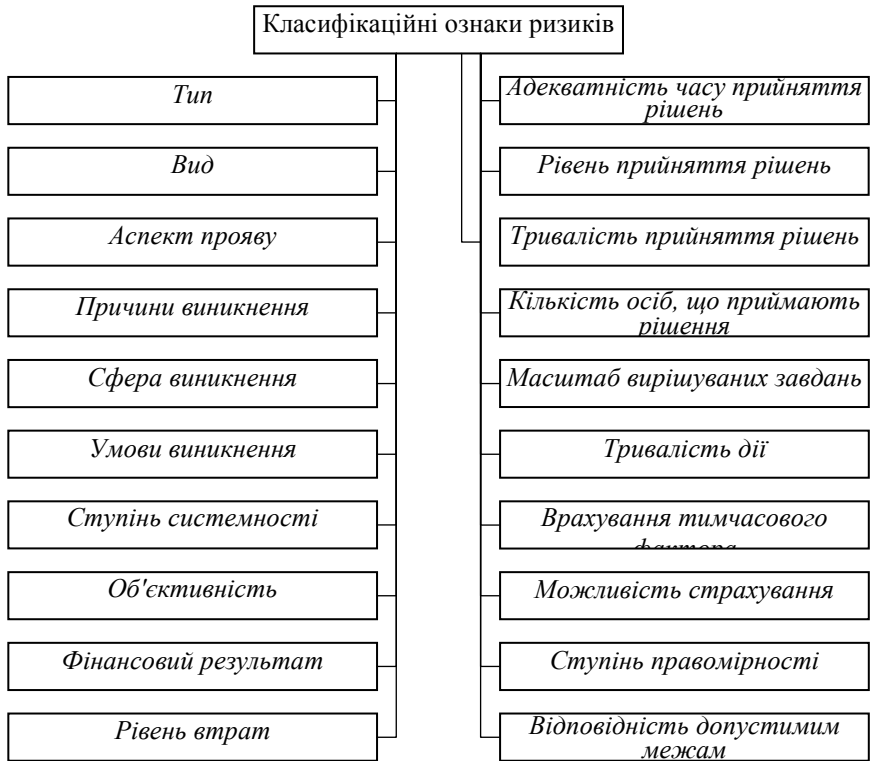 Класифікаційні ознаки ризиків
Тип
Вид
Аспект прояву
Причини виникнення
Сфера виникнення
Умови виникнення
Ступінь системності
Об'єктивність
Фінансовий результат
Рівень втрат
Адекватність часу прийняття
рішень
Рівень прийняття рішень
Тривалість прийняття рішень
Кількість осіб, що приймають
рішення
Масштаб вирішуваних завдань
Тривалість дії
Врахування тимчасового
фактора
Можливість страхування
Ступінь правомірності
Відповідність допустимим
межам